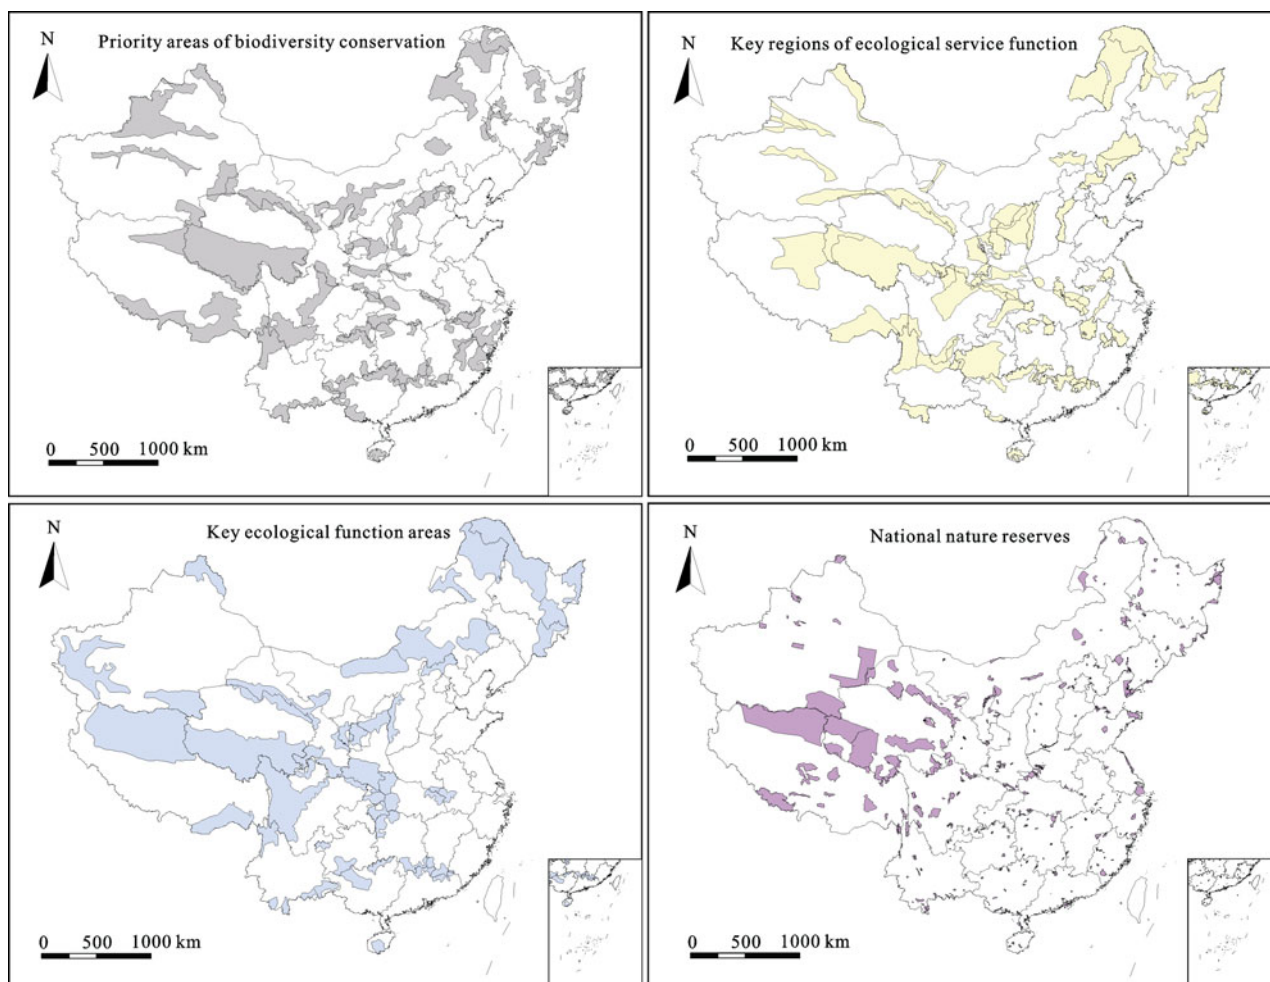 N
Priority areas of biodiversity conservation
0 500 1000 km
N
Key regions of ecological service function
0 500 1000 km
N
Key ecological function areas
0 500 1000 km
N
National nature reserves
0 500 1000 km